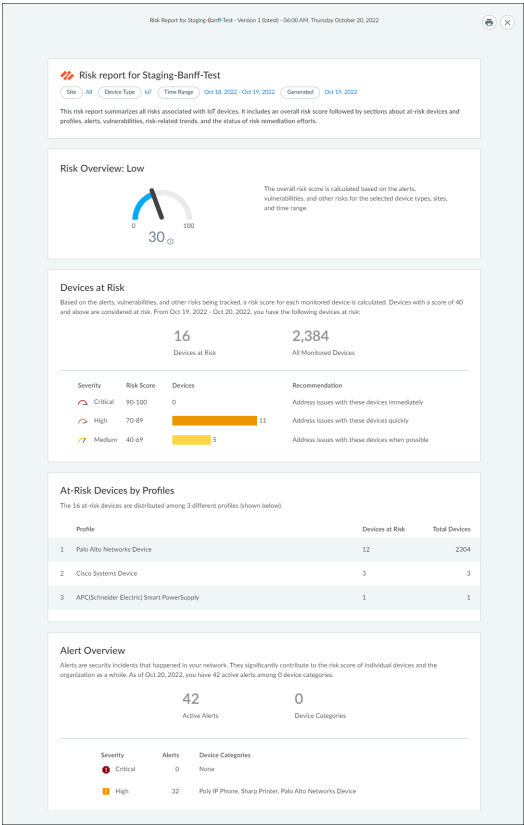 Risk Report for Staging-Banff-Test - Version 1 (latest) - 06:00 AM, Thursday October 20, 2022
Risk report for Staging-Banff-Test
Site All Device Type IoT Time Range Oct 18, 2022 - Oct 19, 2022 Generated Oct 19, 2022
This risk report summarizes all risks associated with IoT devices. It includes an overall risk score followed by sections about at-risk devices and
profiles, alerts, vulnerabilities, risk-related trends, and the status of risk remediation efforts.
Risk Overview: Low
The overall risk score is calculated based on the alerts,
vulnerabilities, and other risks for the selected device types, sites,
and time range.
0 100
30
Devices at Risk
Based on the alerts, vulnerabilities, and other risks being tracked, a risk score for each monitored device is calculated. Devices with a score of 40
and above are considered at risk. From Oct 19, 2022 - Oct 20, 2022, you have the following devices at risk:
16 2,384
Devices at Risk All Monitored Devices
Severity Risk Score Devices Recommendation
Critical 90-100 0 Address issues with these devices immediately
High 70-89 11 Address issues with these devices quickly
Medium 40-69 5 Address issues with these devices when possible
At-Risk Devices by Profiles
The 16 at-risk devices are distributed among 3 different profiles (shown below).
Profile Devices at Risk Total Devices
1 Palo Alto Networks Device 12 2304
2 Cisco Systems Device 3 3
3 APC(Schneider Electric) Smart PowerSupply 1 1
Alert Overview
Alerts are security incidents that happened in your network. They significantly contribute to the risk score of individual devices and the
organization as a whole. As of Oct 20, 2022, you have 42 active alerts among 0 device categories.
42 0
Active Alerts Device Categories
Severity Alerts Device Categories
Critical 0 None
High 32 Poly IP Phone, Sharp Printer, Palo Alto Networks Device